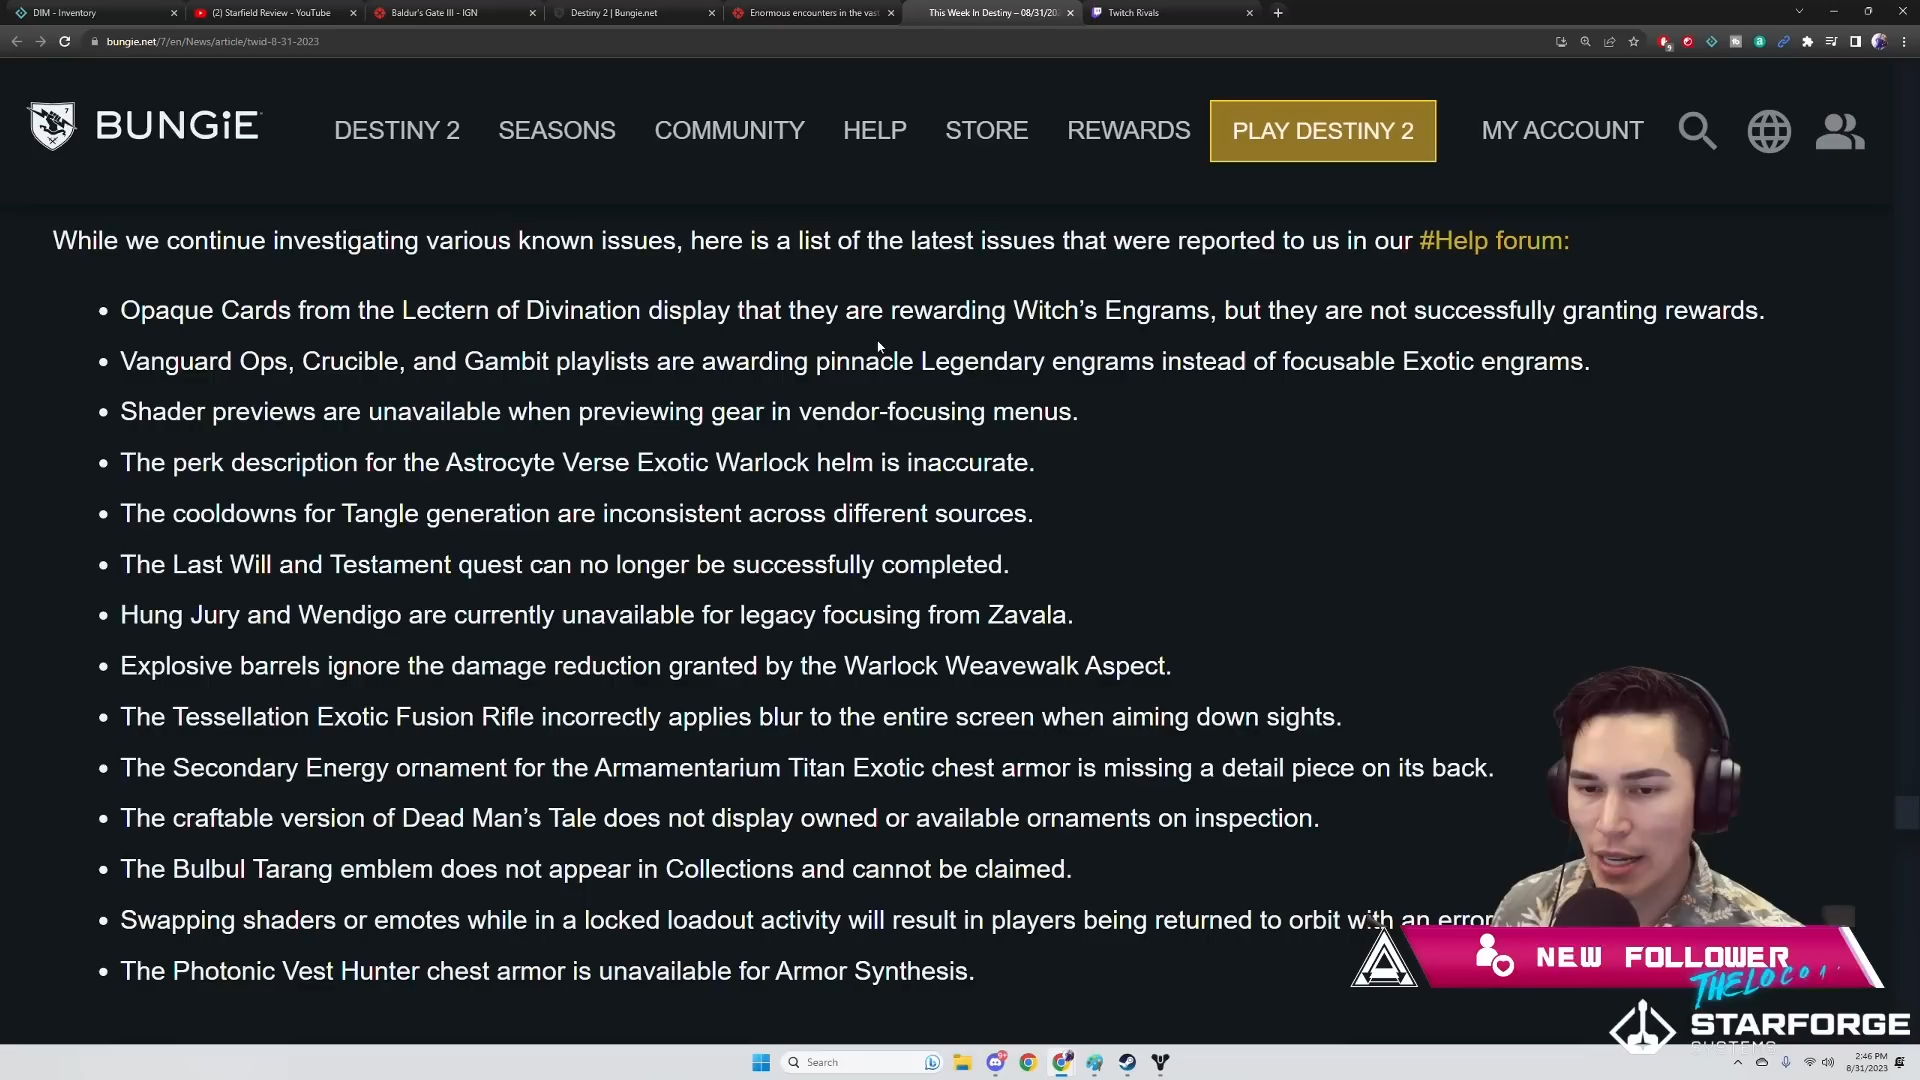 DIM - Inventory
(2) Starfield Review - YouTube
Baldur's Gate III - IGN
Destiny 2 | Bungie.net
Enormous encounters in the vast
This Week In Destiny – 08/31/202
Twitch Rivals
bungie.net/7/en/News/article/twid-8-31-2023
BUNGiE
DESTINY 2
SEASONS
COMMUNITY
HELP
STORE
REWARDS
PLAY DESTINY 2
MY ACCOUNT
While we continue investigating various known issues, here is a list of the latest issues that were reported to us in our #Help forum:
• Opaque Cards from the Lectern of Divination display that they are rewarding Witch's Engrams, but they are not successfully granting rewards.
• Vanguard Ops, Crucible, and Gambit playlists are awarding pinnacle Legendary engrams instead of focusable Exotic engrams.
• Shader previews are unavailable when previewing gear in vendor-focusing menus.
• The perk description for the Astrocyte Verse Exotic Warlock helm is inaccurate.
• The cooldowns for Tangle generation are inconsistent across different sources.
• The Last Will and Testament quest can no longer be successfully completed.
• Hung Jury and Wendigo are currently unavailable for legacy focusing from Zavala.
• Explosive barrels ignore the damage reduction granted by the Warlock Weavewalk Aspect.
• The Tessellation Exotic Fusion Rifle incorrectly applies blur to the entire screen when aiming down sights.
• The Secondary Energy ornament for the Armamentarium Titan Exotic chest armor is missing a detail piece on its back.
• The craftable version of Dead Man's Tale does not display owned or available ornaments on inspection.
• The Bulbul Tarang emblem does not appear in Collections and cannot be claimed.
• Swapping shaders or emotes while in a locked loadout activity will result in players being returned to orbit with an error
• The Photonic Vest Hunter chest armor is unavailable for Armor Synthesis.
NEW FOLLOWER
STARFORGE
SYSTEMS
Search
2:46 PM
8/31/2023